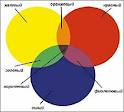 оранжевый
желтый
красный
зеленый
коричневый
фиолетовый
синий